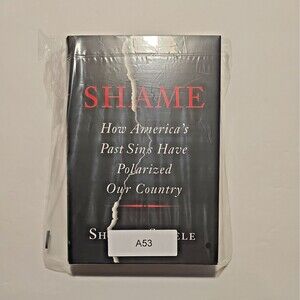 SHAME
How America's
Past Sins Have
Polarized
Our Country
A53